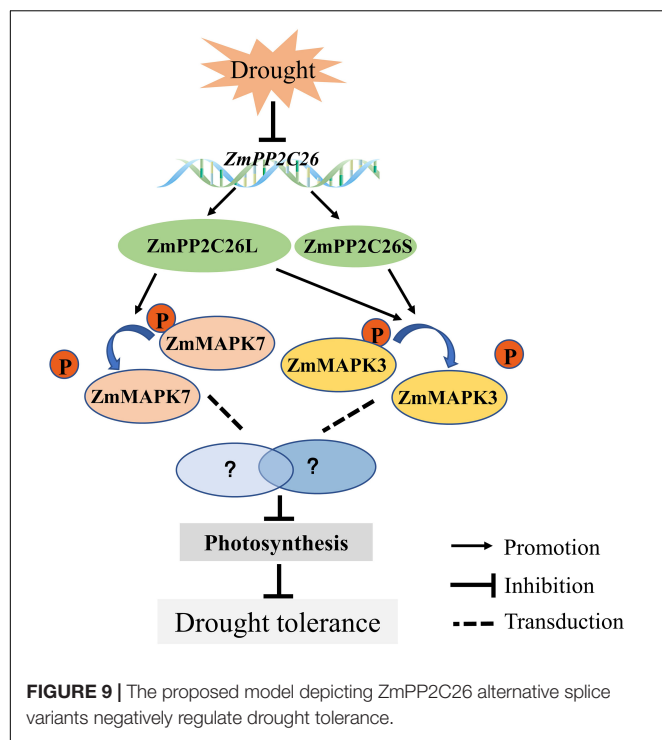 Drought
ZmPP2C26
ZmPP2C26L
ZmPP2C26S
P
ZmMAPK7
P
ZmMAPK7
P
ZmMAPK3
P
ZmMAPK3
?
?
Photosynthesis
Drought tolerance
Promotion
Inhibition
Transduction
FIGURE 9 | The proposed model depicting ZmPP2C26 alternative splice
variants negatively regulate drought tolerance.